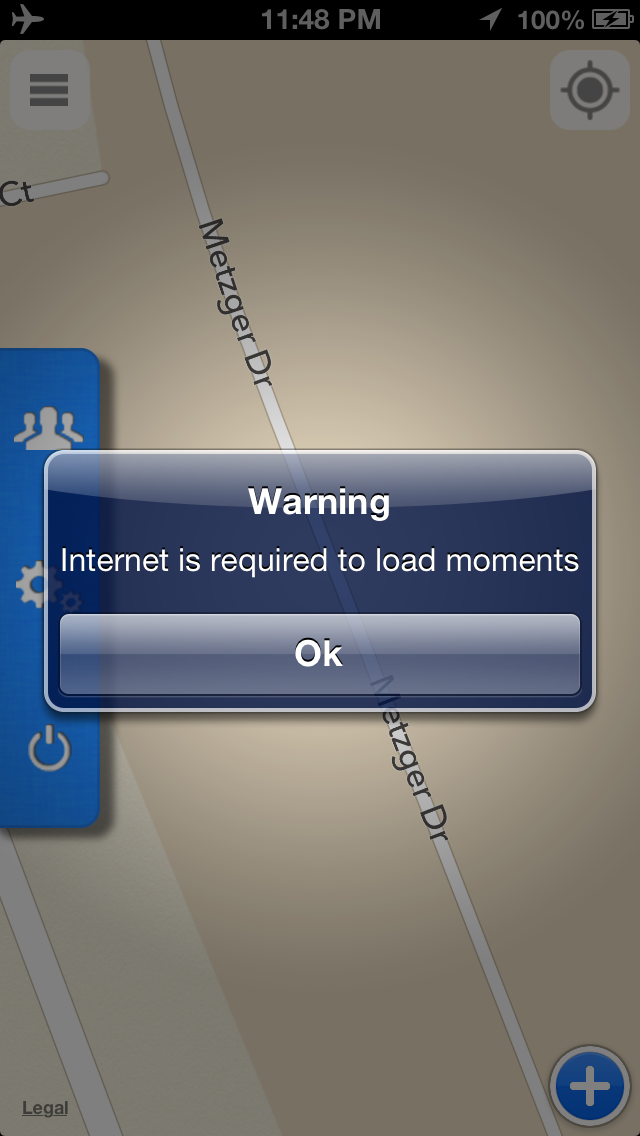 11:48 PM
100%
Ct
Metzger Dr
Warning
Internet is required to load moments
Ok
Metzger Dr
Legal